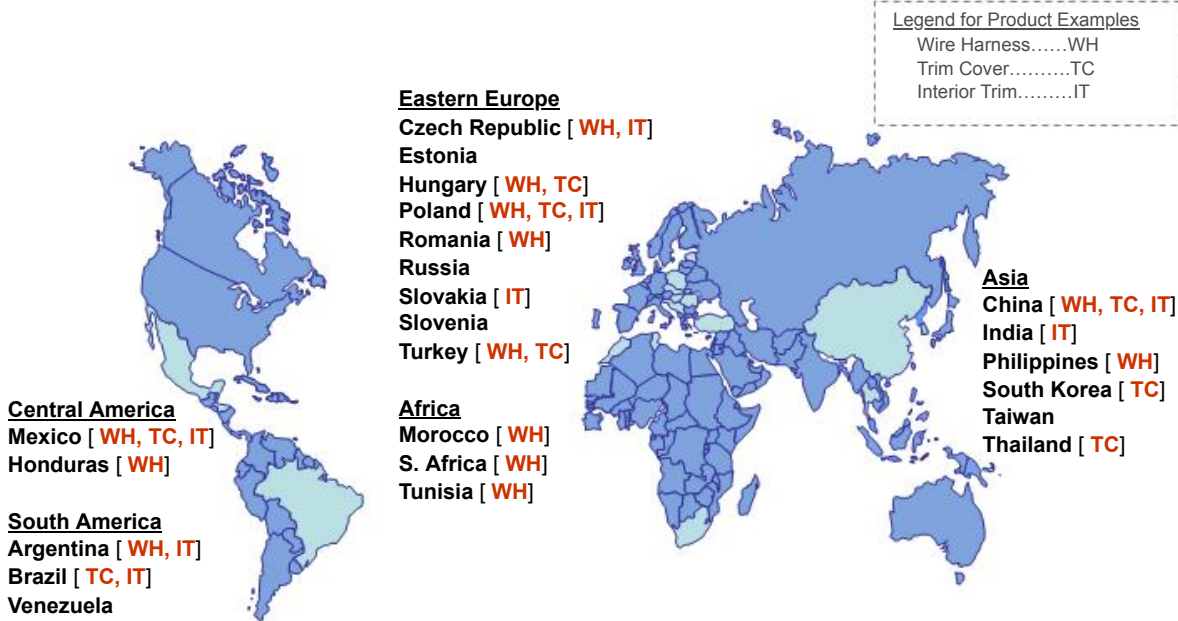 Legend for Product Examples
Wire Harness......WH
Trim Cover..........TC
Interior Trim.........IT
Eastern Europe
Czech Republic [ WH, IT]
Estonia
Hungary [ WH, TC]
Poland [ WH, TC, IT]
Romania [ WH]
Russia
Slovakia [ IT]
Slovenia
Turkey [ WH, TC]
Africa
Morocco [ WH]
S. Africa [ WH]
Tunisia [ WH]
Asia
China [ WH, TC, IT]
India [ IT]
Philippines [ WH]
South Korea [ TC]
Taiwan
Thailand [ TC]
Central America
Mexico [ WH, TC, IT]
Honduras [ WH]
South America
Argentina [ WH, IT]
Brazil [ TC, IT]
Venezuela